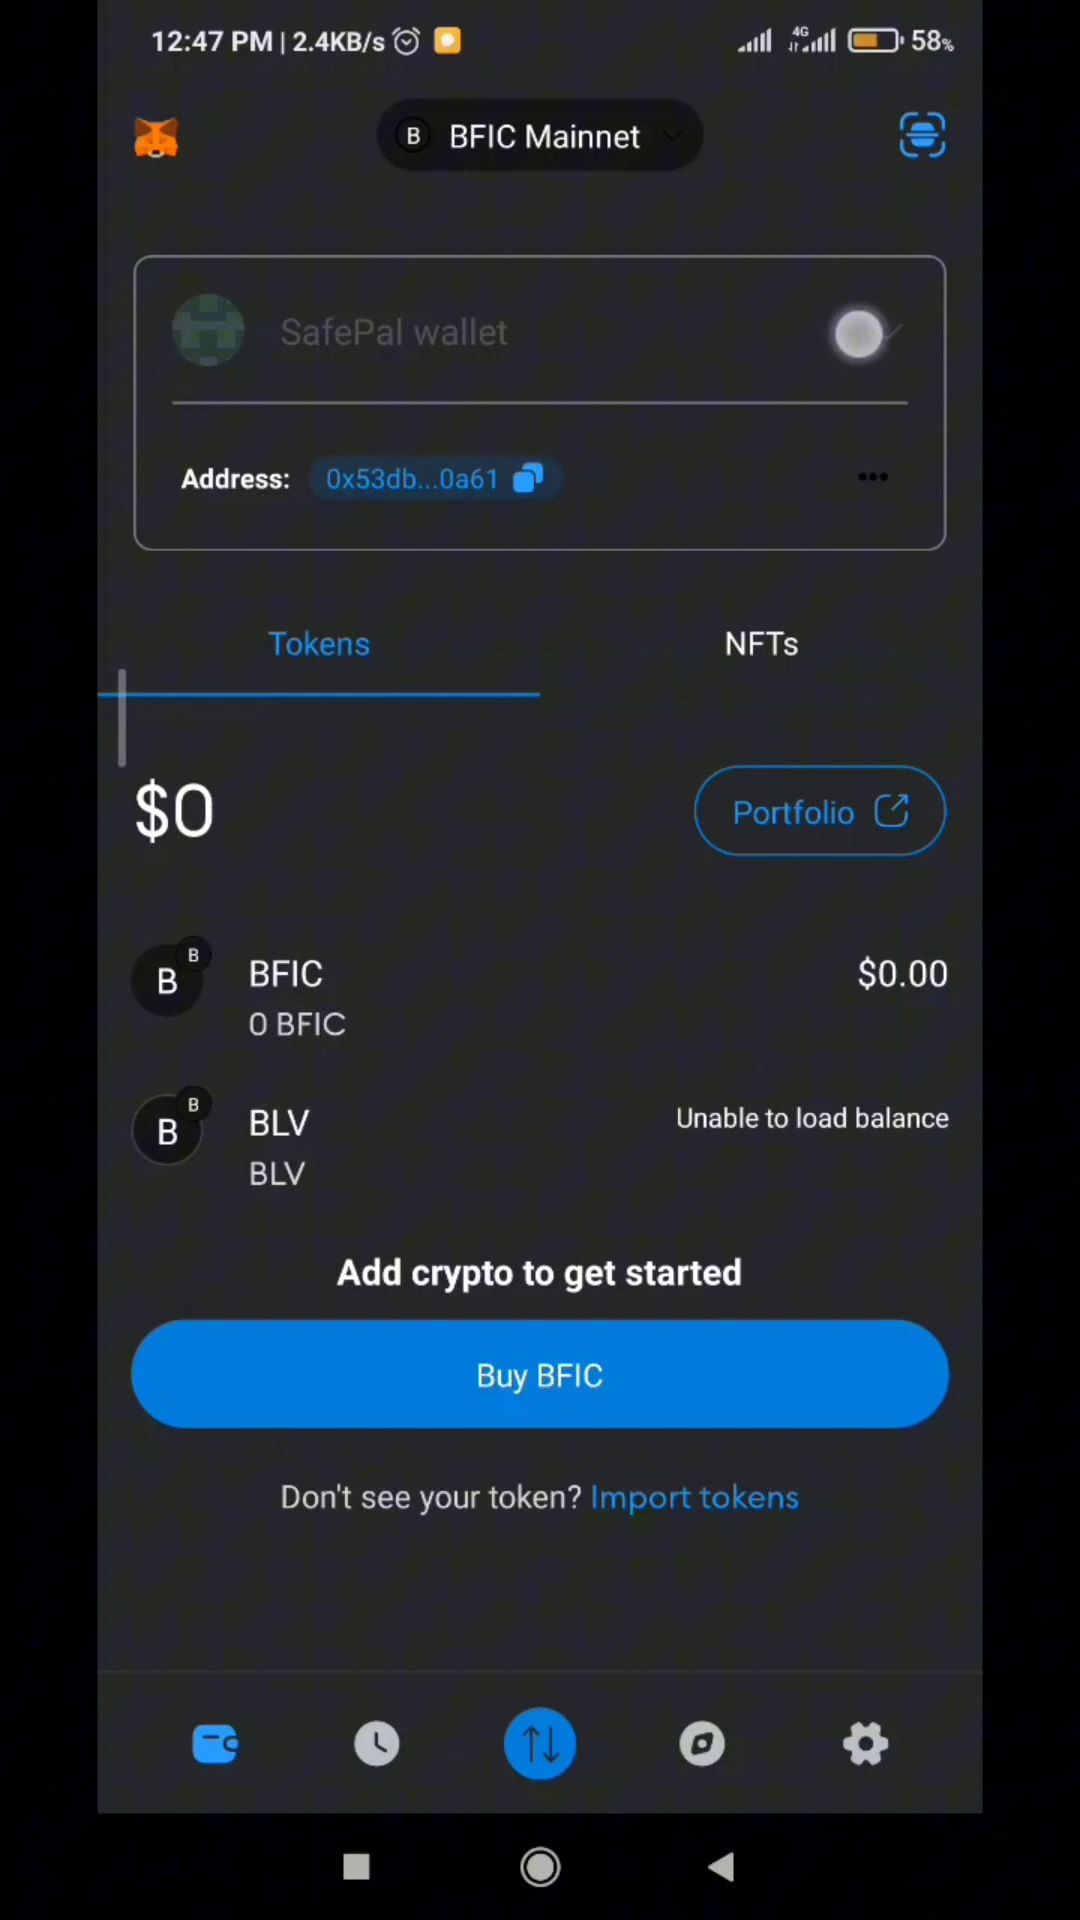 12:47 PM | 2.4KB/s
4G
58%
B BFIC Mainnet
SafePal wallet
Address: 0x53db...0a61
Tokens
NFTs
$0
Portfolio
B
B
BFIC
$0.00
0 BFIC
B
B
BLV
Unable to load balance
BLV
Add crypto to get started
Buy BFIC
Don't see your token? Import tokens